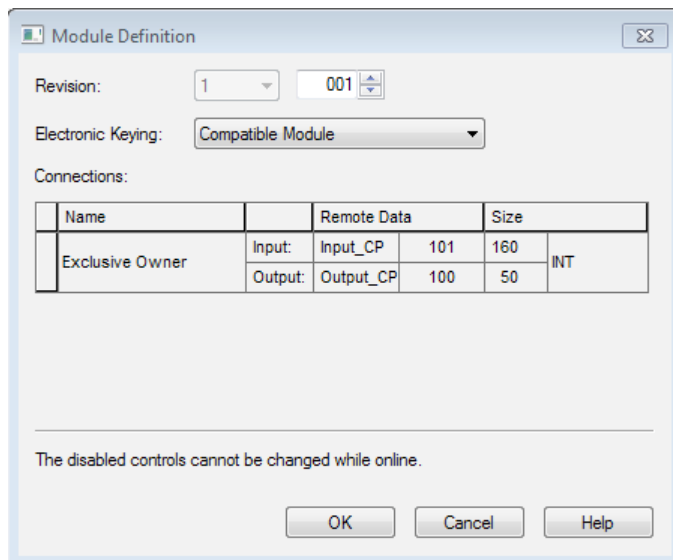 Module Definition
Revision: 1 001
Electronic Keying: Compatible Module
Connections:
Name Remote Data Size
Exclusive Owner Input: Input_CP 101 160 INT
Output: Output_CP 100 50
The disabled controls cannot be changed while online.
OK Cancel Help